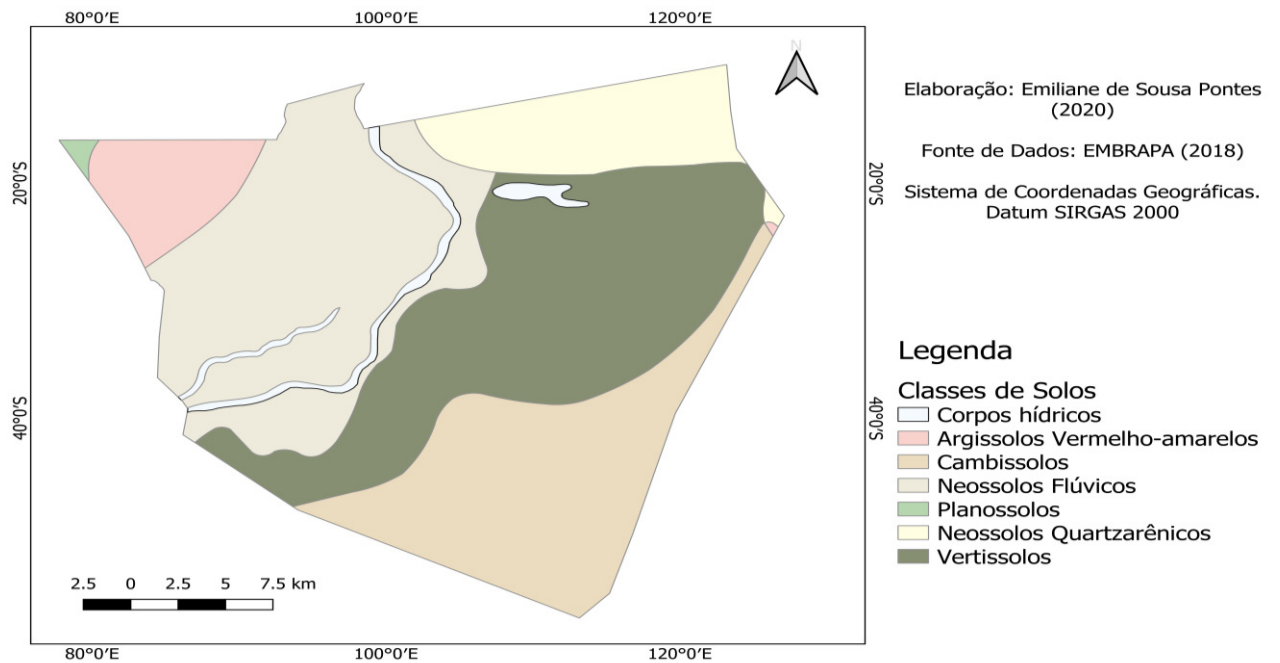 80°0′E 100°0′E 120°0′E
N
Elaboração: Emiliane de Sousa Pontes
(2020)
Fonte de Dados: EMBRAPA (2018)
Sistema de Coordenadas Geográficas.
Datum SIRGAS 2000
20°0′S
20°0′S
40°0′S
40°0′S
Legenda
Classes de Solos
Corpos hídricos
Argissolos Vermelho-amarelos
Cambissolos
Neossolos Flúvicos
Planossolos
Neossolos Quartzarênicos
Vertissolos
2.5 0 2.5 5 7.5 km
80°0′E 100°0′E 120°0′E